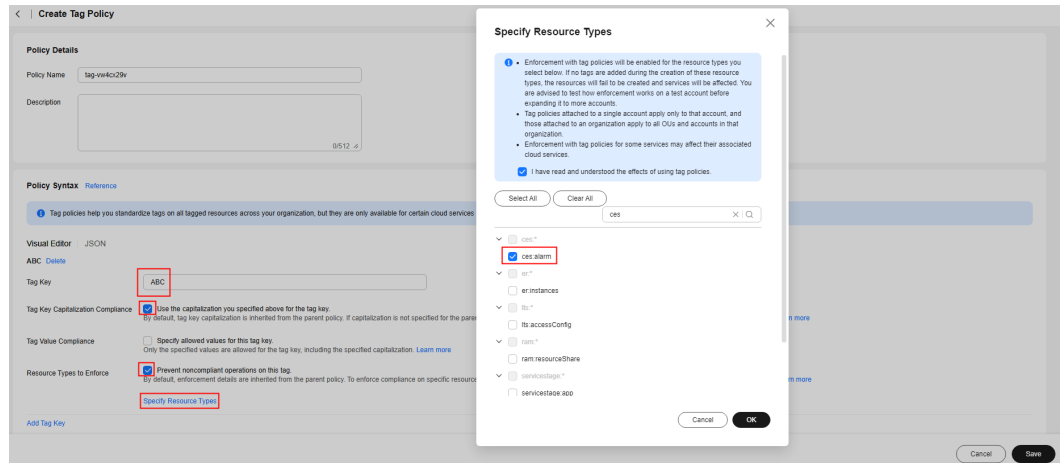 < | Create Tag Policy
Policy Details
Policy Name tag-vw4cx29v
Description
0/512
Policy Syntax Reference
Tag policies help you standardize tags on all tagged resources across your organization, but they are only available for certain cloud services
Visual Editor | JSON
ABC Delete
Tag Key ABC
Tag Key Capitalization Compliance Use the capitalization you specified above for the tag key.
By default, tag key capitalization is inherited from the parent policy. If capitalization is not specified for the parer
n more
Tag Value Compliance Specify allowed values for this tag key.
Only the specified values are allowed for the tag key, including the specified capitalization. Learn more
Resource Types to Enforce Prevent noncompliant operations on this tag.
By default, enforcement details are inherited from the parent policy. To enforce compliance on specific resource
rn more
Specify Resource Types
Add Tag Key
Cancel Save
Specify Resource Types
• Enforcement with tag policies will be enabled for the resource types you
select below. If no tags are added during the creation of these resource
types, the resources will fail to be created and services will be affected. You
are advised to test how enforcement works on a test account before
expanding it to more accounts.
• Tag policies attached to a single account apply only to that account, and
those attached to an organization apply to all OUs and accounts in that
organization.
• Enforcement with tag policies for some services may affect their associated
cloud services.
I have read and understood the effects of using tag policies.
Select All Clear All
ces
ces:*
ces:alarm
er:*
er:instances
lts:*
lts:accessConfig
ram:*
ram:resourceShare
servicestage:*
servicestage:app
Cancel OK